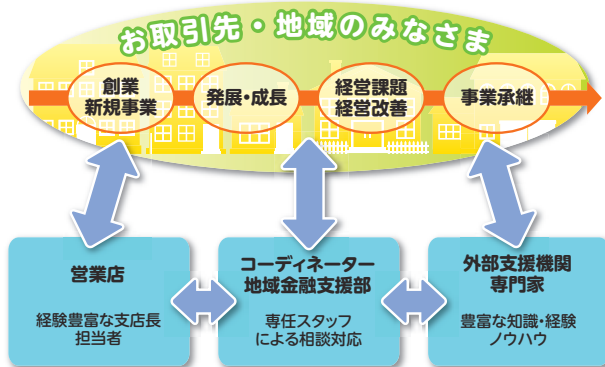 お取引先・地域のみなさま
創業
新規事業
発展・成長
経営課題
経営改善
事業承継
営業店
経験豊富な支店長
担当者
コーディネーター
地域金融支援部
専任スタッフ
による相談対応
外部支援機関
専門家
豊富な知識・経験
ノウハウ